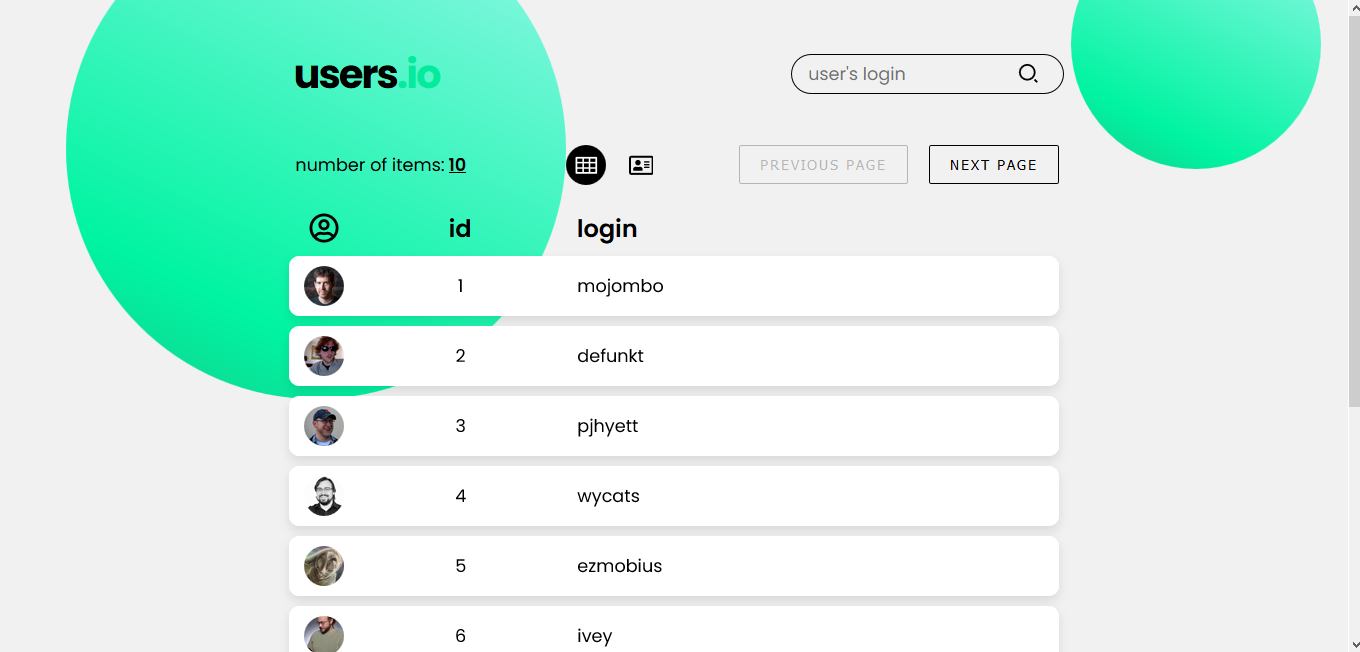 users.io
user's login
number of items: 10
PREVIOUS PAGE
NEXT PAGE
id login
1 mojombo
2 defunkt
3 pjhyett
4 wycats
5 ezmobius
6 ivey